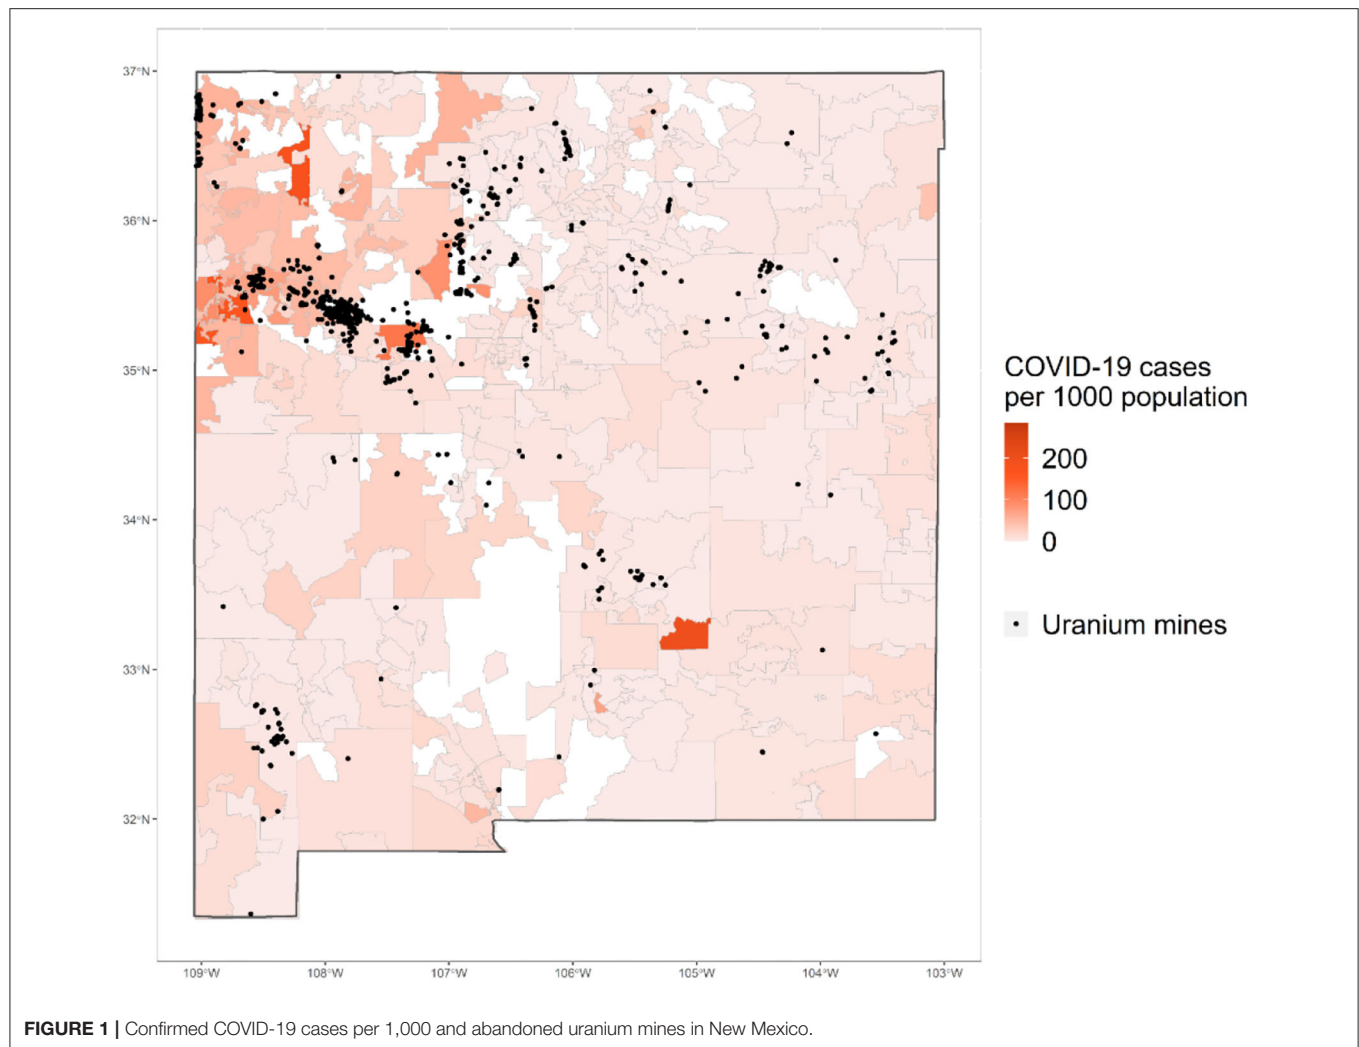 37°N
36°N
35°N
34°N
33°N
32°N
109°W 108°W 107°W 106°W 105°W 104°W 103°W
COVID-19 cases
per 1000 population
200
100
0
Uranium mines
FIGURE 1 | Confirmed COVID-19 cases per 1,000 and abandoned uranium mines in New Mexico.